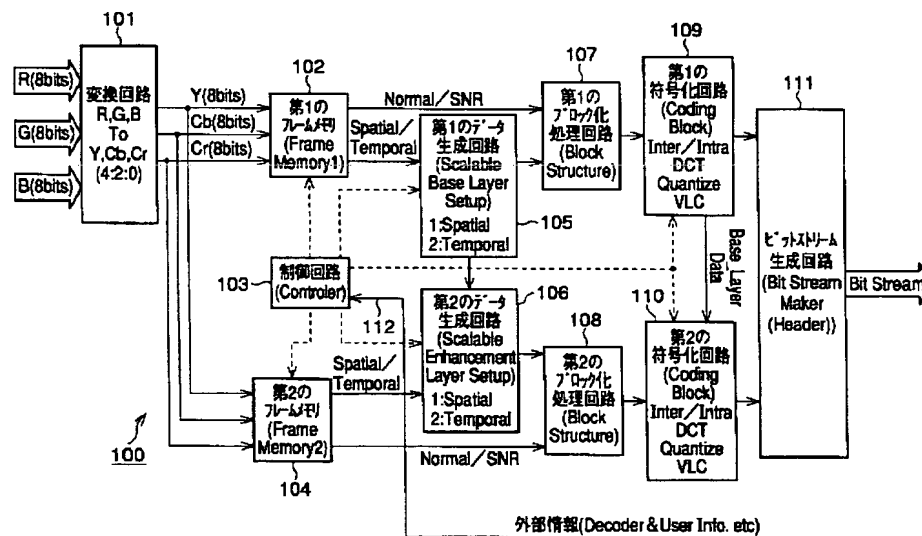 101
R(8bits)
G(8bits)
B(8bits)
変換回路
R,G,B
To
Y,Cb,Cr
(4:2:0)
Y(8bits)
Cb(8bits)
Cr(8bits)
102
第1の
フレームメモリ
(Frame
Memory1)
Normal/SNR
Spatial/
Temporal
第1のデータ
生成回路
(Scalable
Base Layer
Setup)
1:Spatial
2:Temporal
105
107
第1の
ブロック化
処理回路
(Block
Structure)
109
第1の
符号化回路
(Coding
Block)
Inter/Intra
DCT
Quantize
VLC
111
ビットストリーム
生成回路
(Bit Stream
Maker
(Header))
Bit Stream
Base_Layer
Data
103
制御回路
(Controler)
112
106
第2のデータ
生成回路
(Scalable
Enhancement
Layer Setup)
1:Spatial
2:Temporal
108
第2の
ブロック化
処理回路
(Block
Structure)
110
第2の
符号化回路
(Coding
Block)
Inter/Intra
DCT
Quantize
VLC
Spatial/
Temporal
第2の
フレームメモリ
(Frame
Memory2)
104
Normal/SNR
100
外部情報(Decoder & User Info. etc)